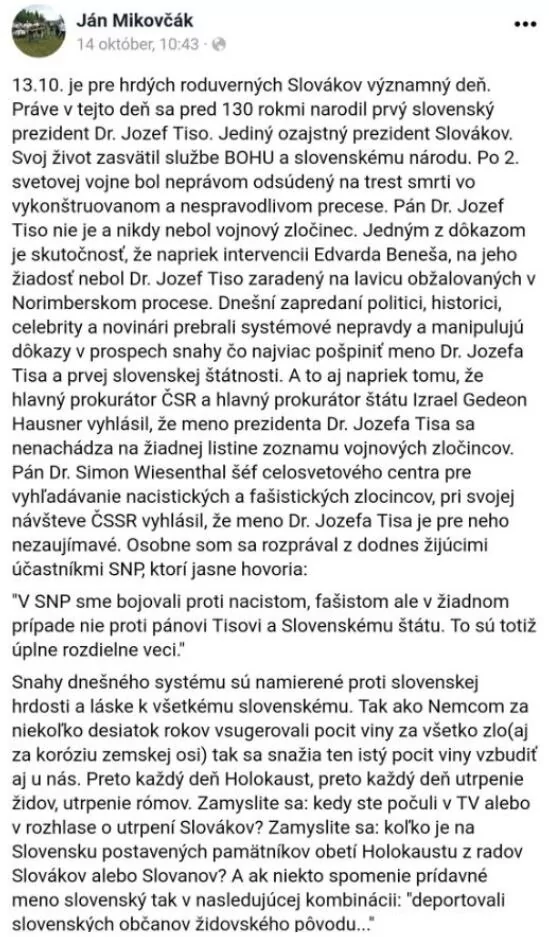 Ján Mikovčák
14 október, 10:43 ·
13.10. je pre hrdých roduverných Slovákov významný deň.
Práve v tejto deň sa pred 130 rokmi narodil prvý slovenský
prezident Dr. Jozef Tiso. Jediný ozajstný prezident Slovákov.
Svoj život zasvätil službe BOHU a slovenskému národu. Po 2.
svetovej vojne bol neprávom odsúdený na trest smrti vo
vykonštruovanom a nespravodlivom precese. Pán Dr. Jozef
Tiso nie je a nikdy nebol vojnový zločinec. Jedným z dôkazom
je skutočnosť, že napriek intervencii Edvarda Beneša, na jeho
žiadosť nebol Dr. Jozef Tiso zaradený na lavicu obžalovaných v
Norimberskom procese. Dnešní zapredaní politici, historici,
celebrity a novinári prebrali systémové nepravdy a manipulujú
dôkazy v prospech snahy čo najviac pošpiniť meno Dr. Jozefa
Tisa a prvej slovenskej štátnosti. A to aj napriek tomu, že
hlavný prokurátor ČSR a hlavný prokurátor štátu Izrael Gedeon
Hausner vyhlásil, že meno prezidenta Dr. Jozefa Tisa sa
nenachádza na žiadnej listine zoznamu vojnových zločincov.
Pán Dr. Simon Wiesenthal šéf celosvetového centra pre
vyhľadávanie nacistických a fašistických zlocincov, pri svojej
návšteve ČSSR vyhlásil, že meno Dr. Jozefa Tisa je pre neho
nezaujímavé. Osobne som sa rozprával z dodnes žijúcimi
účastníkmi SNP, ktorí jasne hovoria:
"V SNP sme bojovali proti nacistom, fašistom ale v žiadnom
prípade nie proti pánovi Tisovi a Slovenskému štátu. To sú totiž
úplne rozdielne veci."
Snahy dnešného systému sú namierené proti slovenskej
hrdosti a láske k všetkému slovenskému. Tak ako Nemcom za
niekoľko desiatok rokov vsugerovali pocit viny za všetko zlo(aj
za koróziu zemskej osi) tak sa snažia ten istý pocit viny vzbudiť
aj u nás. Preto každý deň Holokaust, preto každý deň utrpenie
židov, utrpenie rómov. Zamyslite sa: kedy ste počuli v TV alebo
v rozhlase o utrpení Slovákov? Zamyslite sa: koľko je na
Slovensku postavených pamätníkov obetí Holokaustu z radov
Slovákov alebo Slovanov? A ak niekto spomenie prídavné
meno slovenský tak v nasledujúcej kombinácii: "deportovali
slovenských občanov židovského pôvodu..."